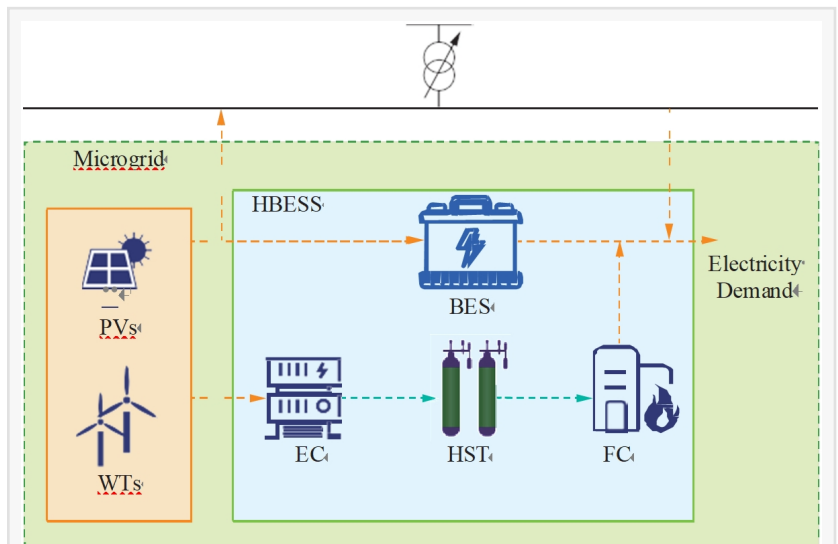 Microgrid
HBESS
PVs
BES
Electricity
Demand
WTs
EC
HST
FC